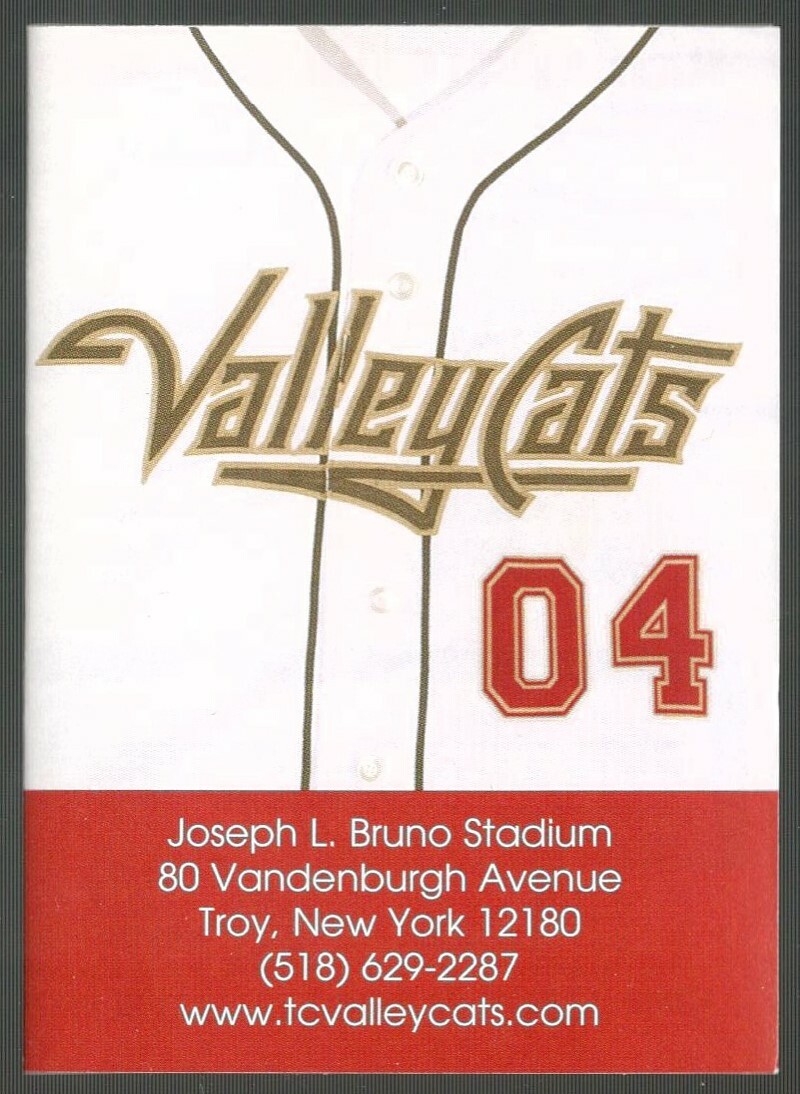 ValleyCats
04
Joseph L. Bruno Stadium
80 Vandenburgh Avenue
Troy, New York 12180
(518) 629-2287
www.tcvalleycats.com